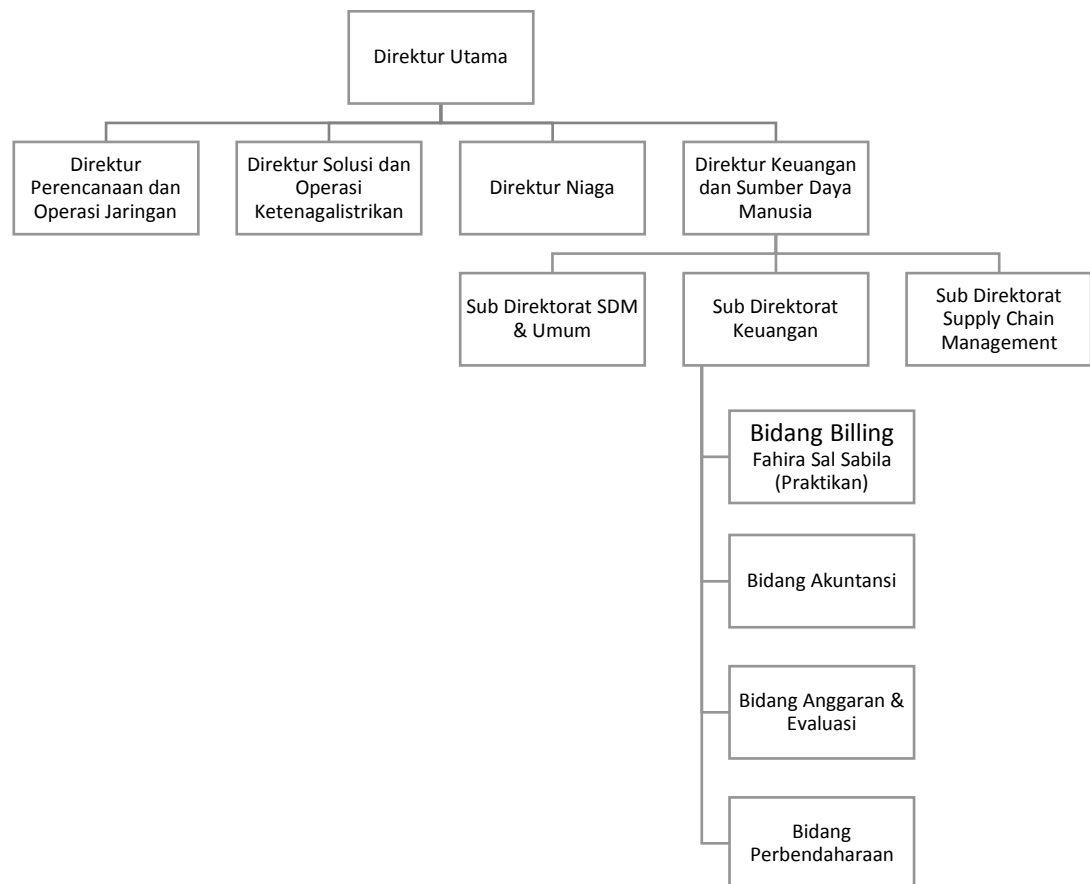 Direktur Utama
Direktur
Perencanaan dan
Operasi Jaringan
Direktur Solusi dan
Operasi
Ketenagalistrikan
Direktur Niaga
Direktur Keuangan
dan Sumber Daya
Manusia
Sub Direktorat SDM
& Umum
Sub Direktorat
Keuangan
Sub Direktorat
Supply Chain
Management
Bidang Billing
Fahira Sal Sabila
(Praktikan)
Bidang Akuntansi
Bidang Anggaran &
Evaluasi
Bidang
Perbendaharaan